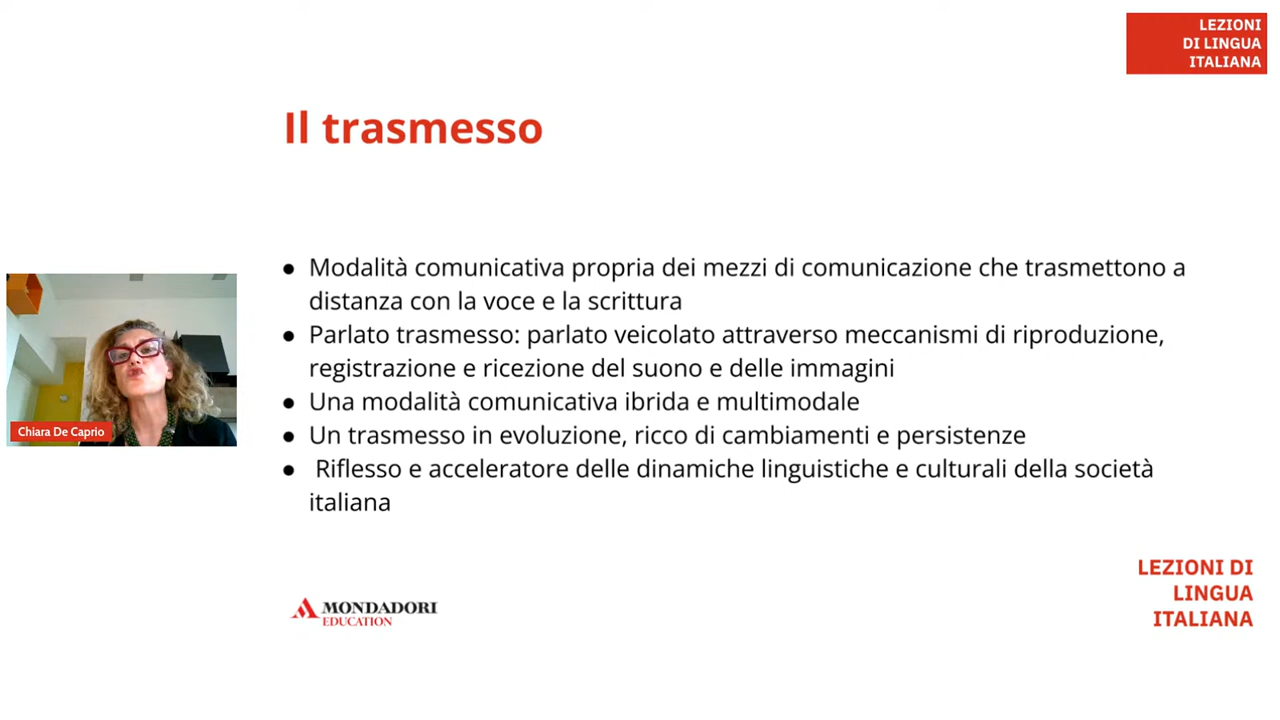 LEZIONI
DI LINGUA
ITALIANA
Il trasmesso
● Modalità comunicativa propria dei mezzi di comunicazione che trasmettono a
distanza con la voce e la scrittura
● Parlato trasmesso: parlato veicolato attraverso meccanismi di riproduzione,
registrazione e ricezione del suono e delle immagini
● Una modalità comunicativa ibrida e multimodale
● Un trasmesso in evoluzione, ricco di cambiamenti e persistenze
● Riflesso e acceleratore delle dinamiche linguistiche e culturali della società
italiana
Chiara De Caprio
MONDADORI
EDUCATION
LEZIONI DI
LINGUA
ITALIANA